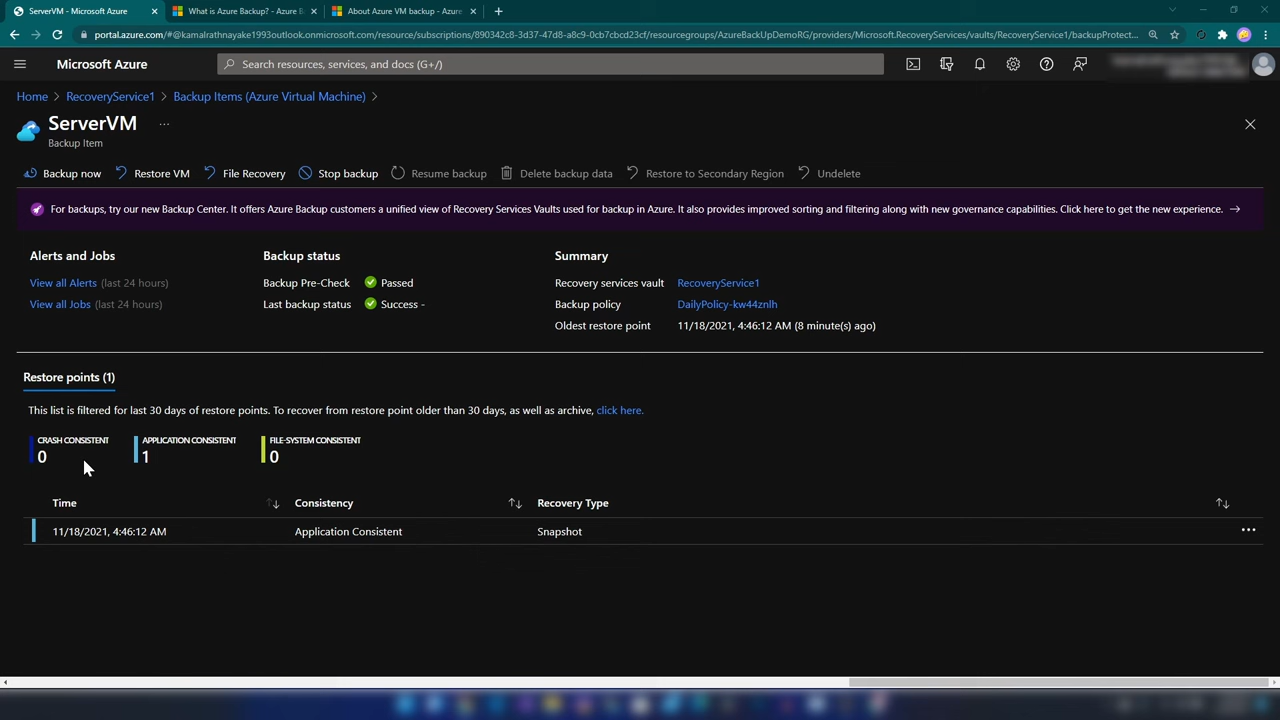 ServerVM - Microsoft Azure
What is Azure Backup? - Azure B
About Azure VM backup - Azure
portal.azure.com/#@kamalrathnayake1993outlook.onmicrosoft.com/resource/subscriptions/890342c8-3d37-47d8-a8c9-0cb7cbcd23cf/resourcegroups/AzureBackUpDemoRG/providers/Microsoft.RecoveryServices/vaults/RecoveryService1/backupProtect...
Microsoft Azure
Search resources, services, and docs (G+/)
Home > RecoveryService1 > Backup Items (Azure Virtual Machine) >
ServerVM ...
Backup Item
Backup now Restore VM File Recovery Stop backup Resume backup Delete backup data Restore to Secondary Region Undelete
For backups, try our new Backup Center. It offers Azure Backup customers a unified view of Recovery Services Vaults used for backup in Azure. It also provides improved sorting and filtering along with new governance capabilities. Click here to get the new experience. →
Alerts and Jobs
View all Alerts (last 24 hours)
View all Jobs (last 24 hours)
Backup status
Backup Pre-Check Passed
Last backup status Success -
Summary
Recovery services vault RecoveryService1
Backup policy DailyPolicy-kw44znlh
Oldest restore point 11/18/2021, 4:46:12 AM (8 minute(s) ago)
Restore points (1)
This list is filtered for last 30 days of restore points. To recover from restore point older than 30 days, as well as archive, click here.
CRASH CONSISTENT APPLICATION CONSISTENT FILE-SYSTEM CONSISTENT
0 1 0
Time Consistency Recovery Type
11/18/2021, 4:46:12 AM Application Consistent Snapshot